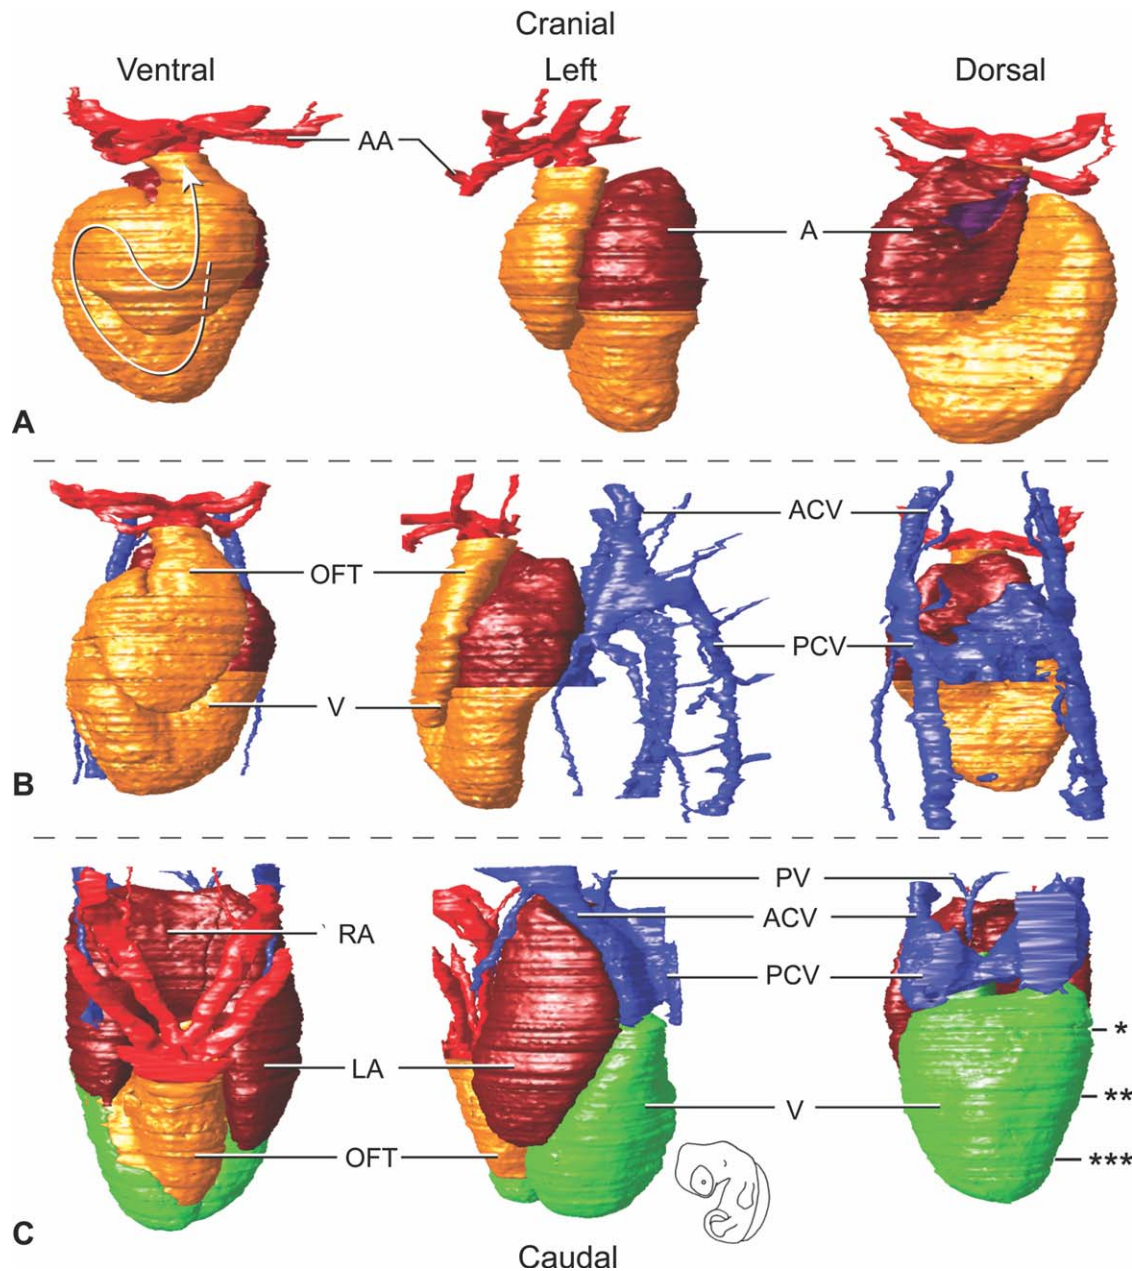 Cranial
Ventral Left Dorsal
AA
A
A
ACV
OFT
PCV
V
B
PV
ACV
RA
PCV
*
LA
V
**
OFT
***
C
Caudal